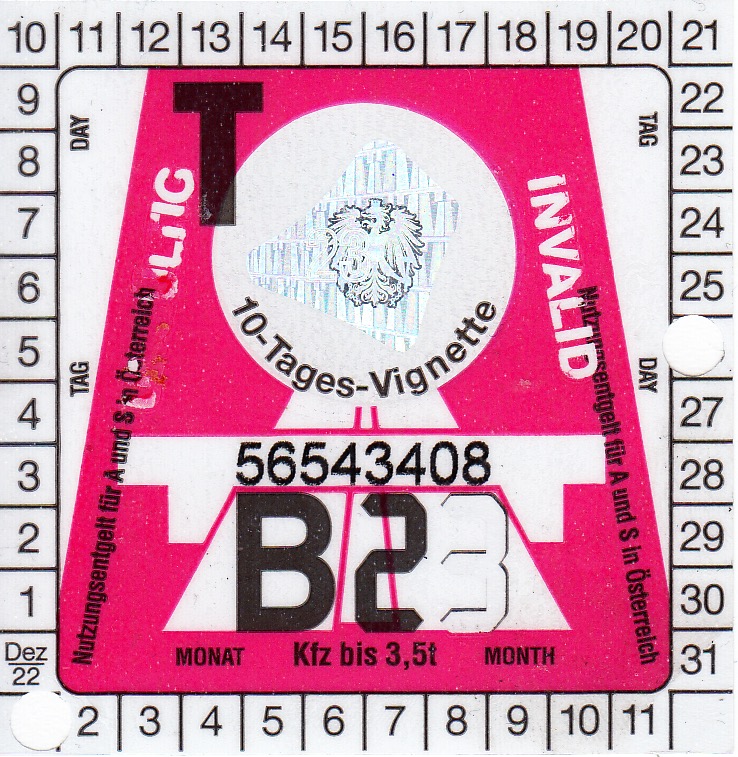 10 11 12 13 14 15 16 17 18 19 20 21
9
8
7
6
5
4
3
2
1
Dez
22
22
23
24
25
27
28
29
30
31
DAY
TAG
TAG
DAY
T
INVALID
10-Tages-Vignette
Nutzungsentgelt für A und S in Österreich
Nutzungsentgelt für A und S in Österreich
56543408
B23
MONAT Kfz bis 3,5t MONTH
2 3 4 5 6 7 8 9 10 11